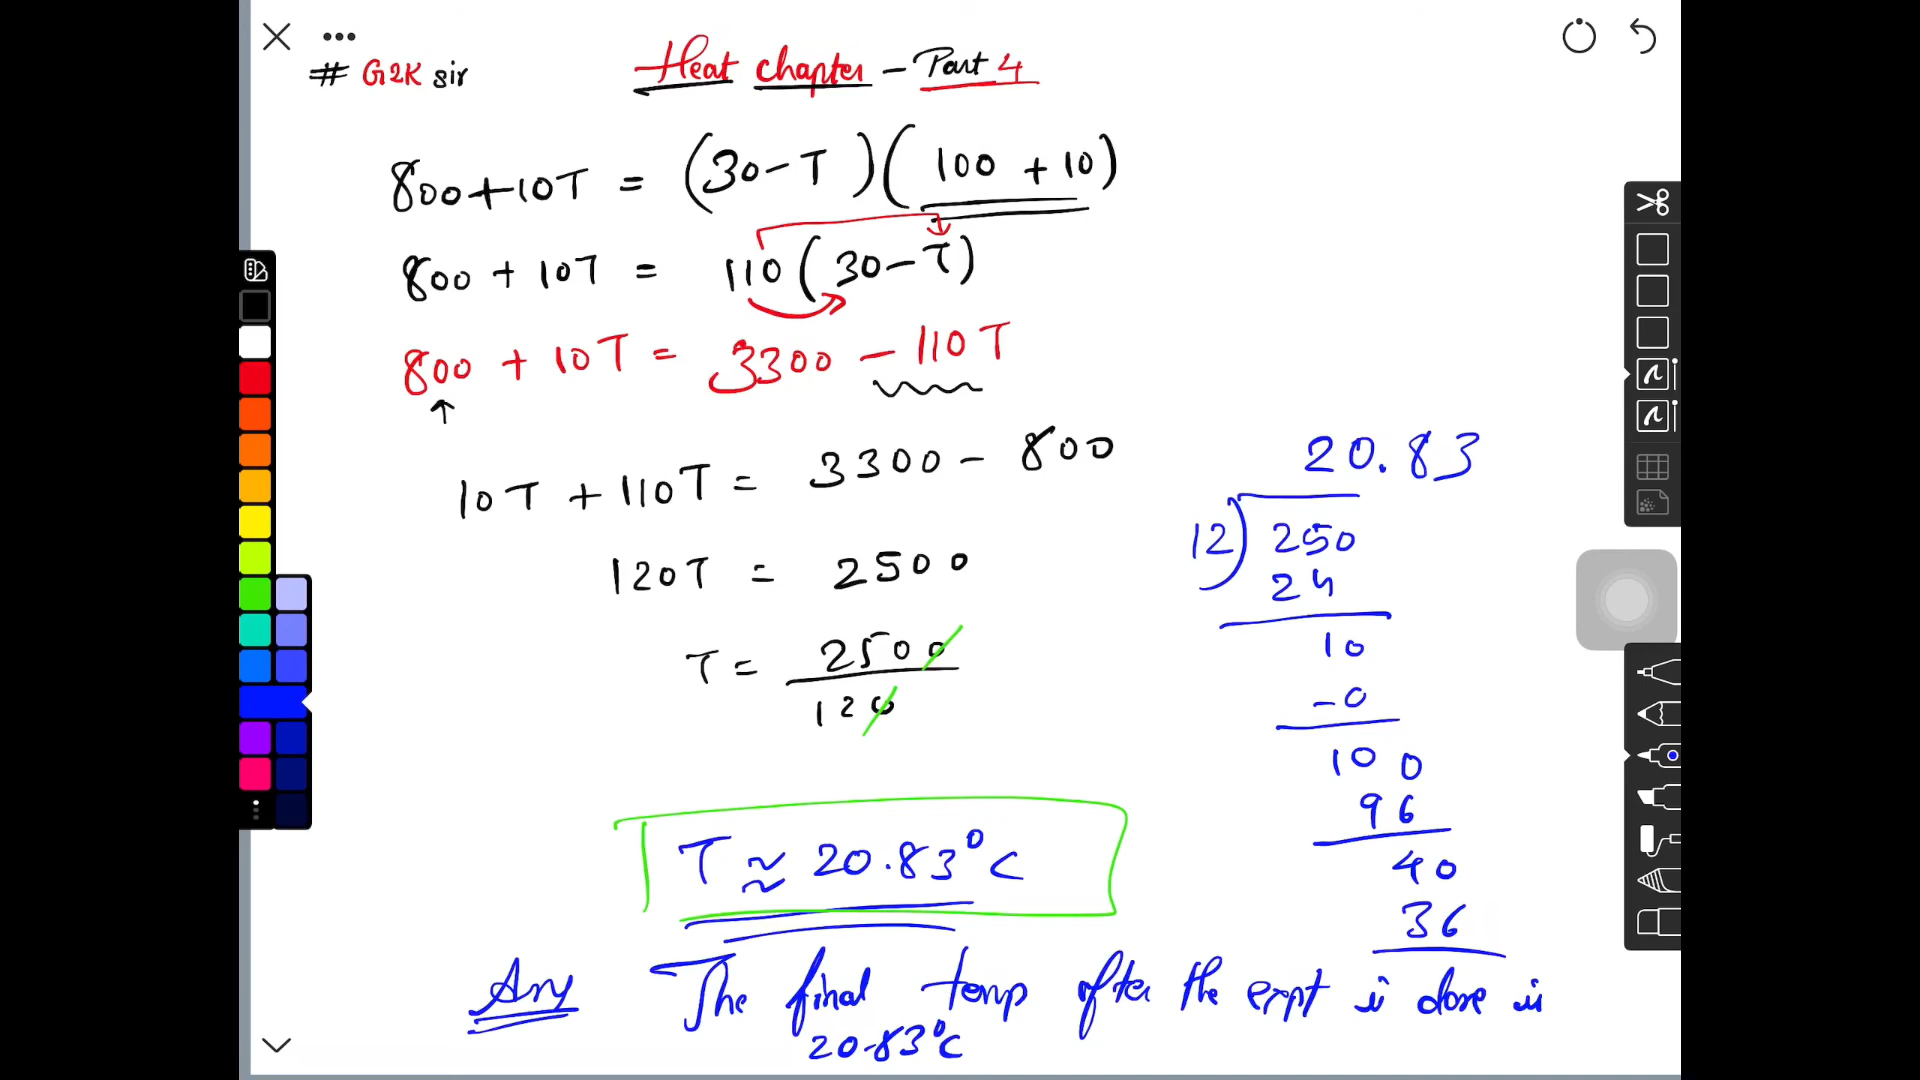 # G2K sir
Heat chapter - Part 4
800+10T = (30-T)(100 + 10)
800 + 10T = 110(30-T)
800 + 10T = 3300 - 110T
10T + 110T = 3300 - 800
120T = 2500
T = 2500/120
T ≈ 20.83°C
Ans The final temp after the expt is done is
20.83°C
20.83
12)250
24
10
-0
100
96
40
36